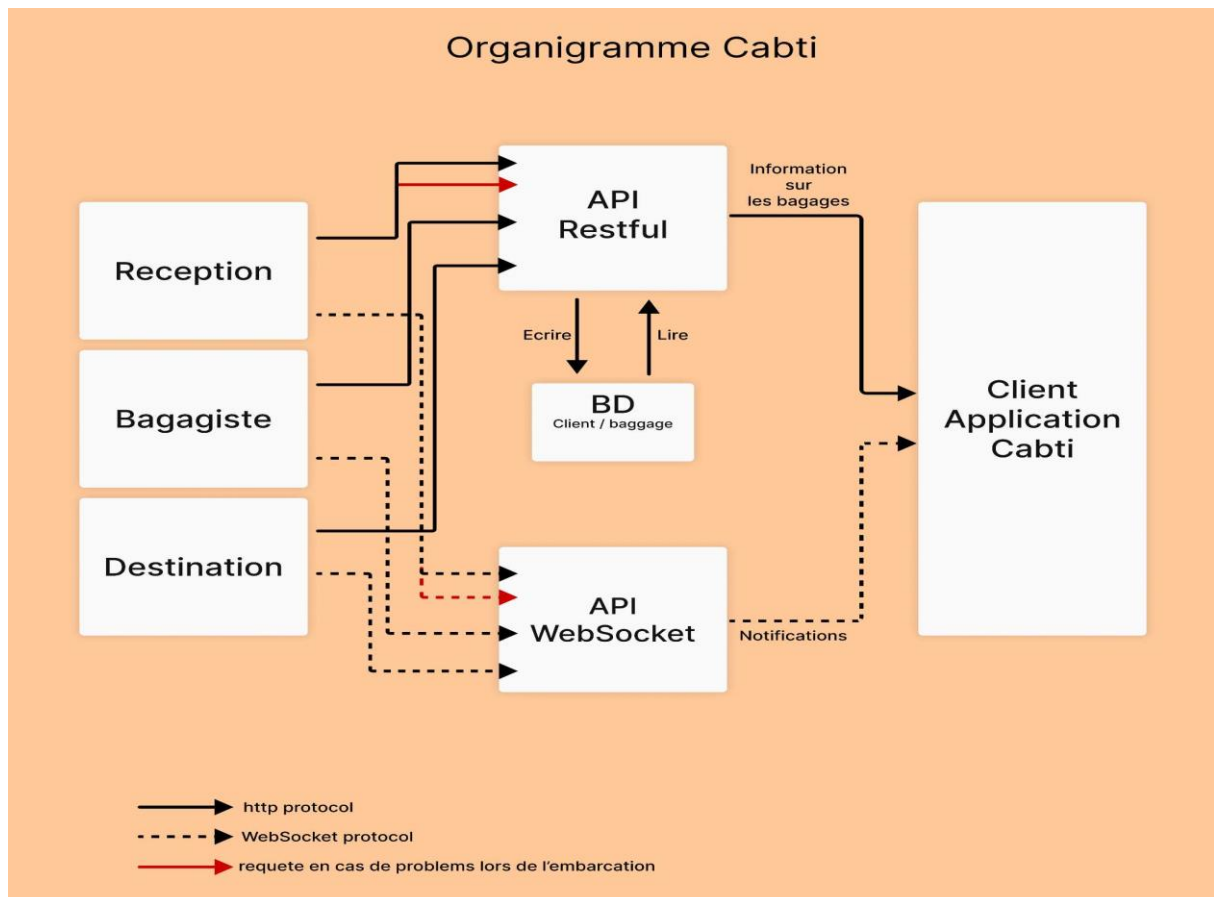 Organigramme Cabti
Reception
Bagagiste
Destination
API
Restful
Ecrire
Lire
BD
Client / baggage
API
WebSocket
Information
sur
les bagages
Notifications
Client
Application
Cabti
http protocol
WebSocket protocol
requete en cas de problems lors de l'embarcation